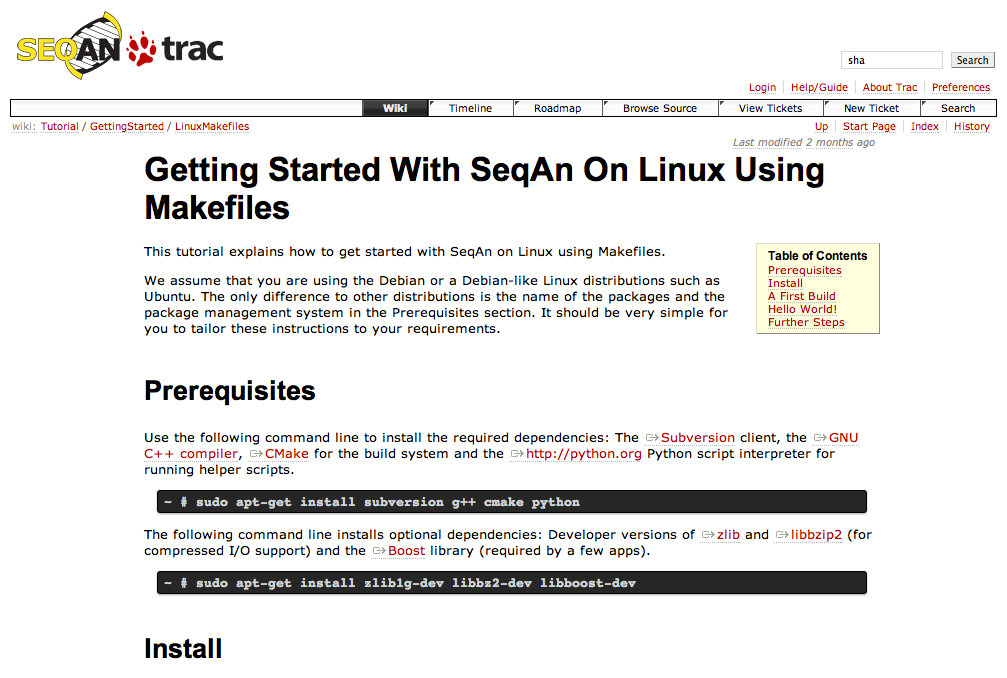 SEQAN trac
sha
Search
Login Help/Guide About Trac Preferences
Wiki Timeline Roadmap Browse Source View Tickets New Ticket Search
wiki: Tutorial / GettingStarted / LinuxMakefiles
Up Start Page Index History
Last modified 2 months ago
Getting Started With SeqAn On Linux Using
Makefiles
This tutorial explains how to get started with SeqAn on Linux using Makefiles.
We assume that you are using the Debian or a Debian-like Linux distributions such as
Ubuntu. The only difference to other distributions is the name of the packages and the
package management system in the Prerequisites section. It should be very simple for
you to tailor these instructions to your requirements.
Table of Contents
Prerequisites
Install
A First Build
Hello World!
Further Steps
Prerequisites
Use the following command line to install the required dependencies: The Subversion client, the GNU
C++ compiler, CMake for the build system and the http://python.org Python script interpreter for
running helper scripts.
~ # sudo apt-get install subversion g++ cmake python
The following command line installs optional dependencies: Developer versions of zlib and libbzip2 (for
compressed I/O support) and the Boost library (required by a few apps).
~ # sudo apt-get install zlib1g-dev libbz2-dev libboost-dev
Install